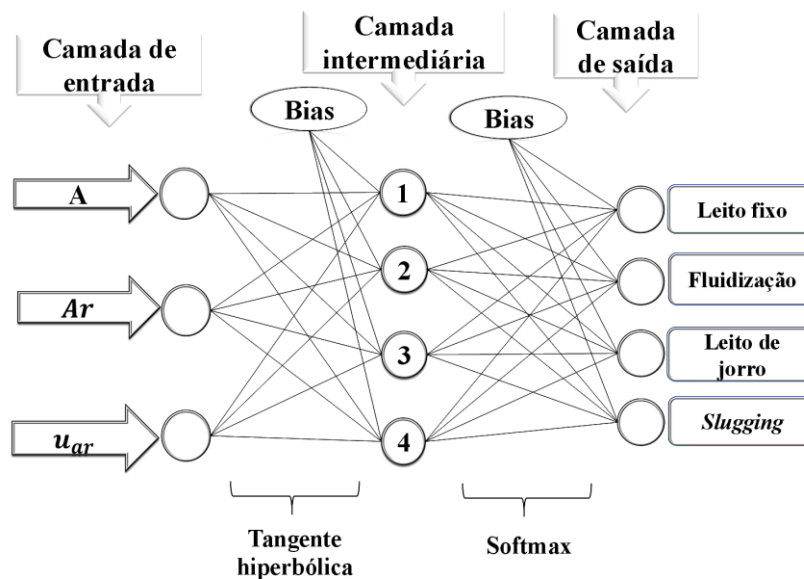 Camada de
entrada
Camada
intermediária
Camada
de saída
Bias
Bias
A
Ar
u_ar
1
2
3
4
Leito fixo
Fluidização
Leito de
jorro
Slugging
Tangente
hiperbólica
Softmax